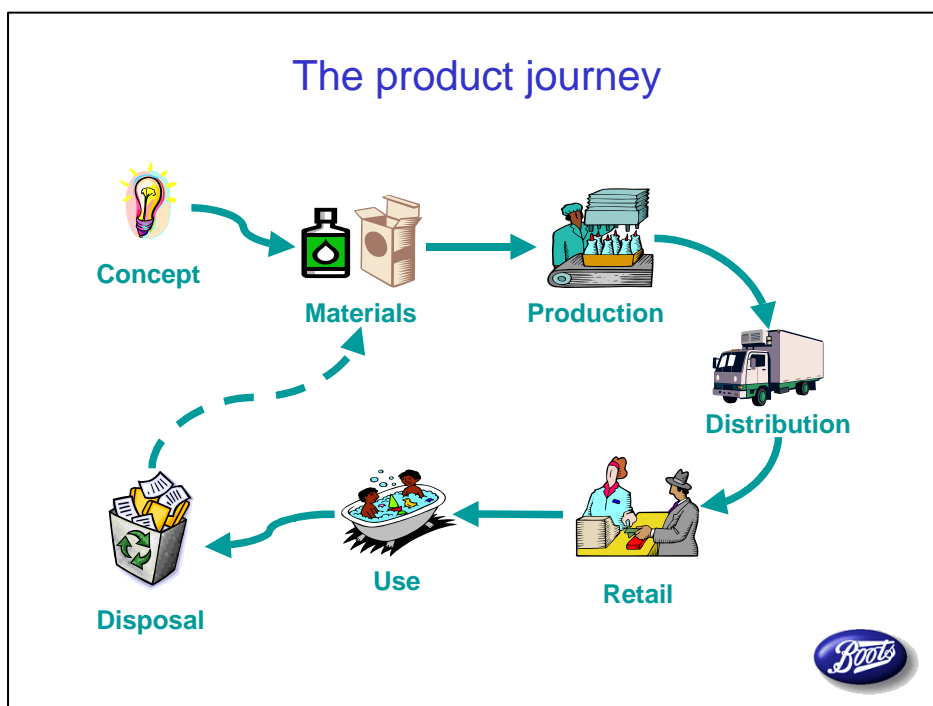 The product journey
Concept
Materials
Production
Distribution
Retail
Use
Disposal
Boots